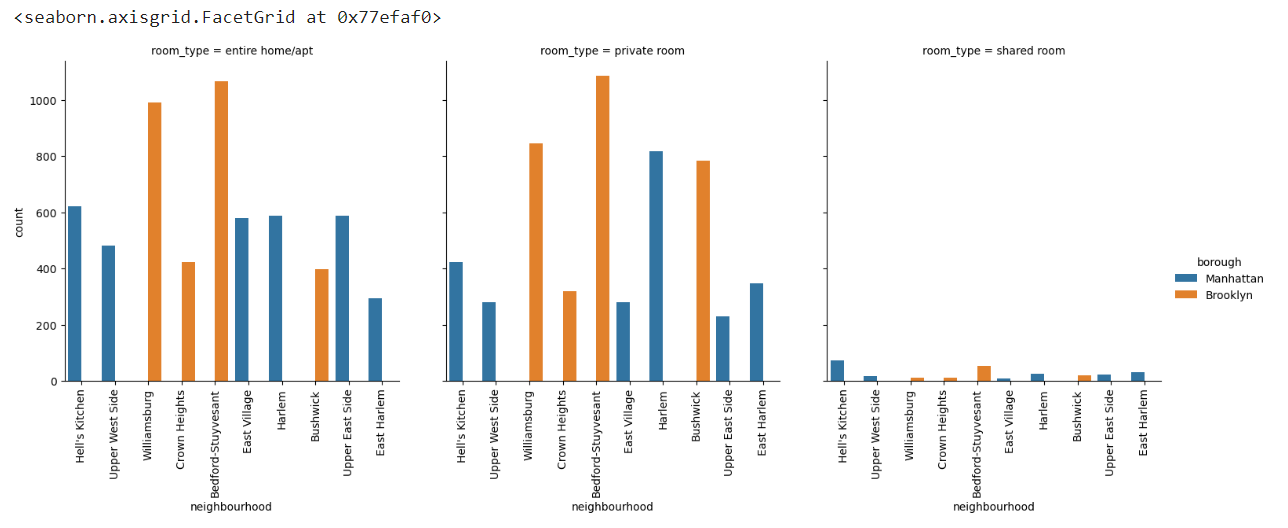 <seaborn.axisgrid.FacetGrid at 0x77efaf0>
room_type = entire home/apt
room_type = private room
room_type = shared room
count
1000
800
600
400
200
0
Hell's Kitchen
Upper West Side
Williamsburg
Crown Heights
Bedford-Stuyvesant
East Village
Harlem
Bushwick
Upper East Side
East Harlem
neighbourhood
Hell's Kitchen
Upper West Side
Williamsburg
Crown Heights
Bedford-Stuyvesant
East Village
Harlem
Bushwick
Upper East Side
East Harlem
neighbourhood
Hell's Kitchen
Upper West Side
Williamsburg
Crown Heights
Bedford-Stuyvesant
East Village
Harlem
Bushwick
Upper East Side
East Harlem
neighbourhood
borough
Manhattan
Brooklyn